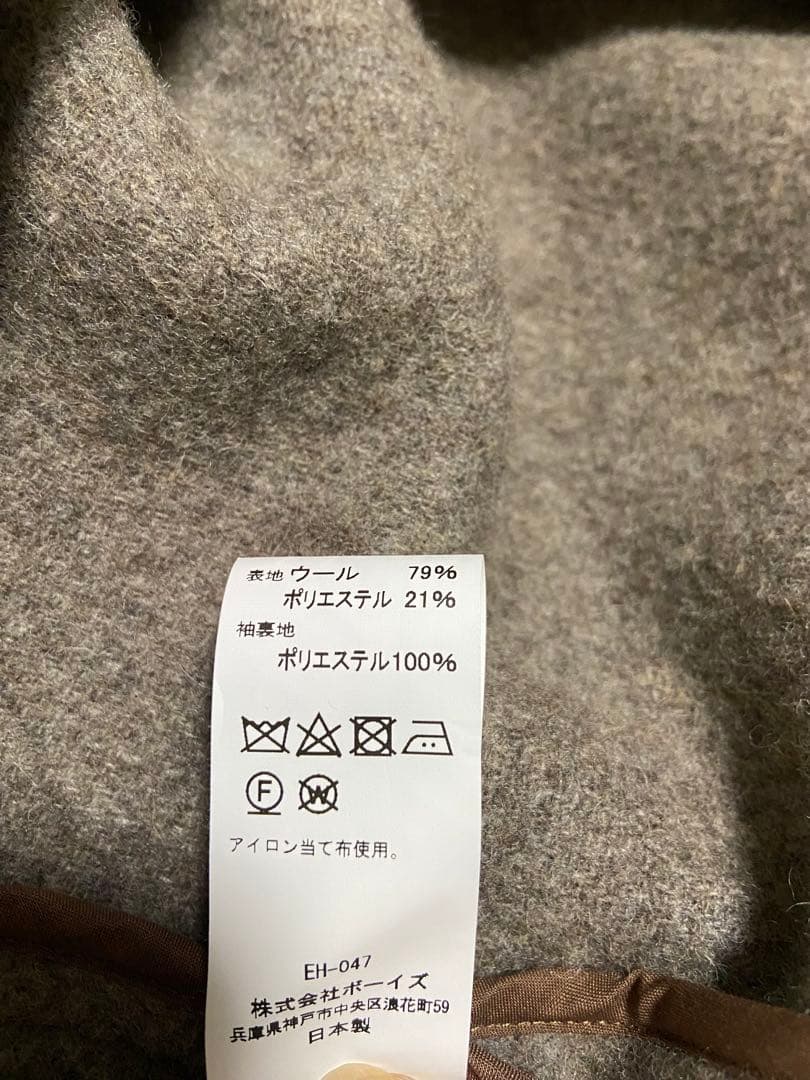 表地 ウール 79%
ポリエステル 21%
袖裏地
ポリエステル100%
F W
アイロン当て布使用。
EH-047
株式会社ボーイズ
兵庫県神戸市中央区浪花町59
日本製